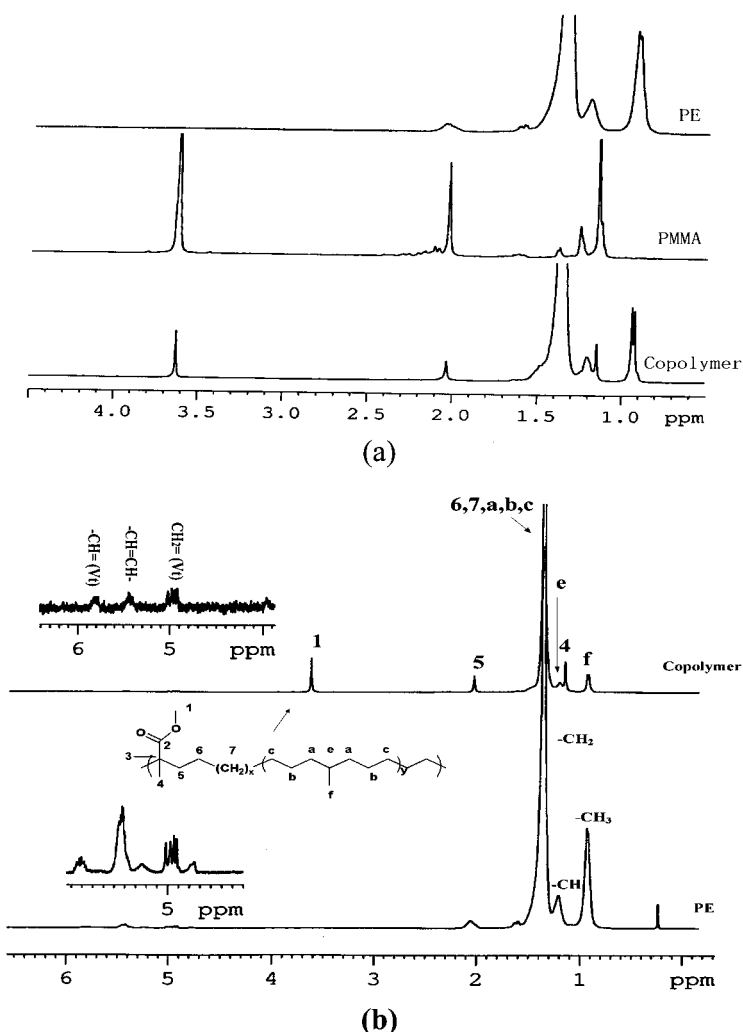 PE
PMMA
Copolymer
4.0 3.5 3.0 2.5 2.0 1.5 1.0 ppm
(a)
6,7,a,b,c
-CH=(Vt)
-CH=CH-
CH₂=(Vt)
6 5 ppm
1
5
e
4
f
Copolymer
1
O
O
2
3
4
5
6
7
(CH₂)ₓ
c a e a c
b b y
f
-CH₂
-CH₃
-CH
5 ppm
PE
6 5 4 3 2 1 ppm
(b)